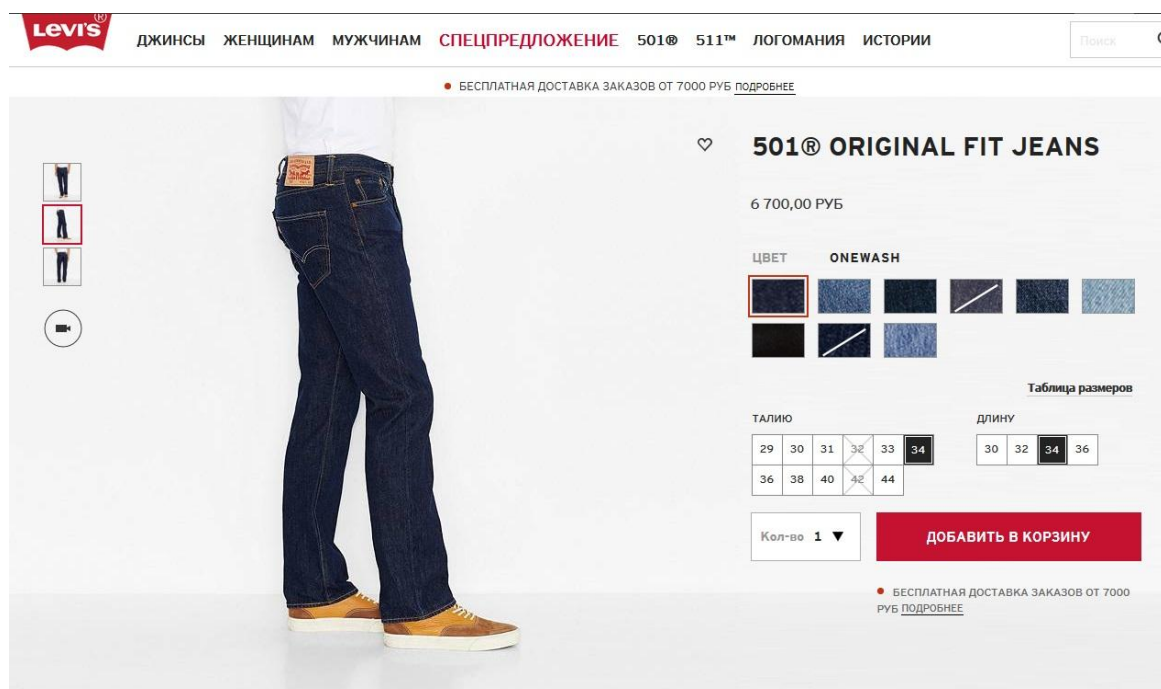 LEVI'S®
ДЖИНСЫ ЖЕНЩИНАМ МУЖЧИНАМ СПЕЦПРЕДЛОЖЕНИЕ 501® 511™ ЛОГОМАНИЯ ИСТОРИИ
Поиск
БЕСПЛАТНАЯ ДОСТАВКА ЗАКАЗОВ ОТ 7000 РУБ ПОДРОБНЕЕ
501® ORIGINAL FIT JEANS
6 700,00 РУБ
ЦВЕТ ONEWASH
Таблица размеров
ТАЛИЮ ДЛИНУ
29 30 31 32 33 34 30 32 34 36
36 38 40 42 44
Кол-во 1 ▼ ДОБАВИТЬ В КОРЗИНУ
БЕСПЛАТНАЯ ДОСТАВКА ЗАКАЗОВ ОТ 7000
РУБ ПОДРОБНЕЕ